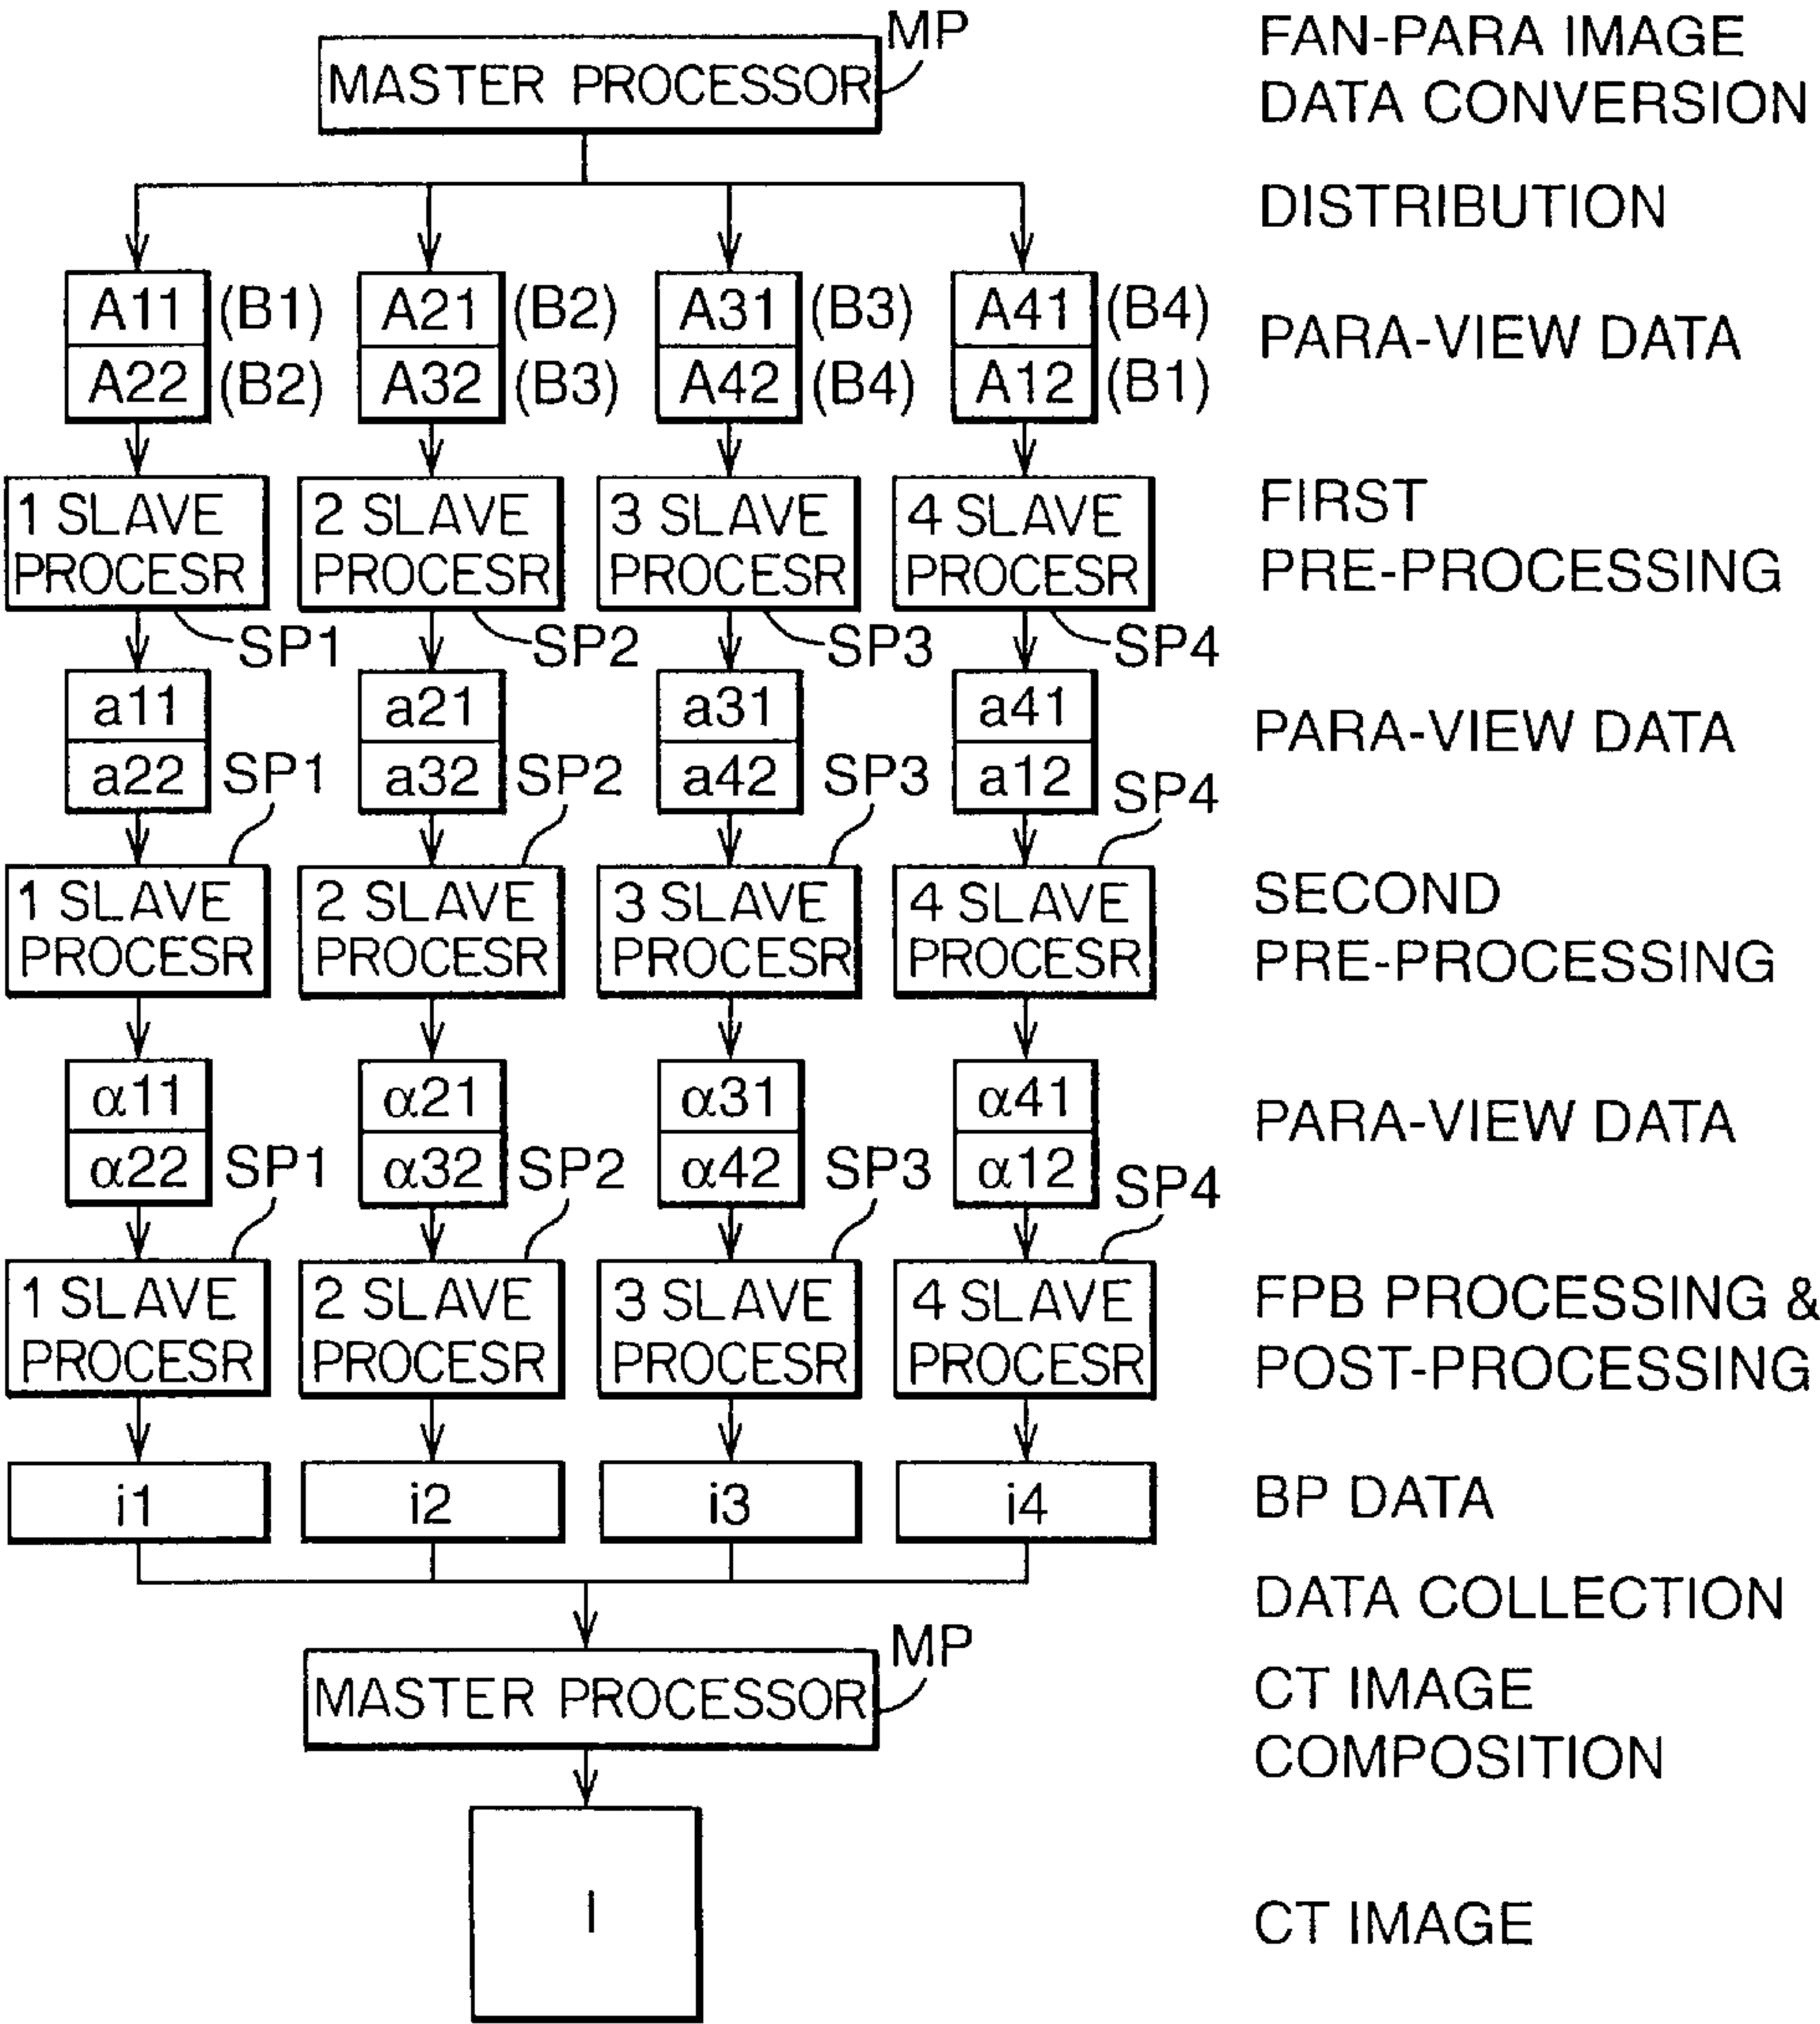 MP
FAN-PARA IMAGE
MASTER PROCESSOR
DATA CONVERSION
DISTRIBUTION
A11 (B1) A21 (B2) A31 (B3) A41 (B4)
PARA-VIEW DATA
A22 (B2) A32 (B3) A42 (B4) A12 (B1)
1 SLAVE 2 SLAVE 3 SLAVE 4 SLAVE FIRST
PROCESR PROCESR PROCESR PROCESR PRE-PROCESSING
SP1 SP2 SP3 SP4
a11 a21 a31 a41
PARA-VIEW DATA
a22 SP1 a32 SP2 a42 SP3 a12 SP4
1 SLAVE 2 SLAVE 3 SLAVE 4 SLAVE SECOND
PROCESR PROCESR PROCESR PROCESR PRE-PROCESSING
α11 α21 α31 α41
PARA-VIEW DATA
α22 SP1 α32 SP2 α42 SP3 α12 SP4
1 SLAVE 2 SLAVE 3 SLAVE 4 SLAVE FPB PROCESSING &
PROCESR PROCESR PROCESR PROCESR POST-PROCESSING
i1 i2 i3 i4 BP DATA
DATA COLLECTION
MP
MASTER PROCESSOR CT IMAGE
COMPOSITION
I CT IMAGE